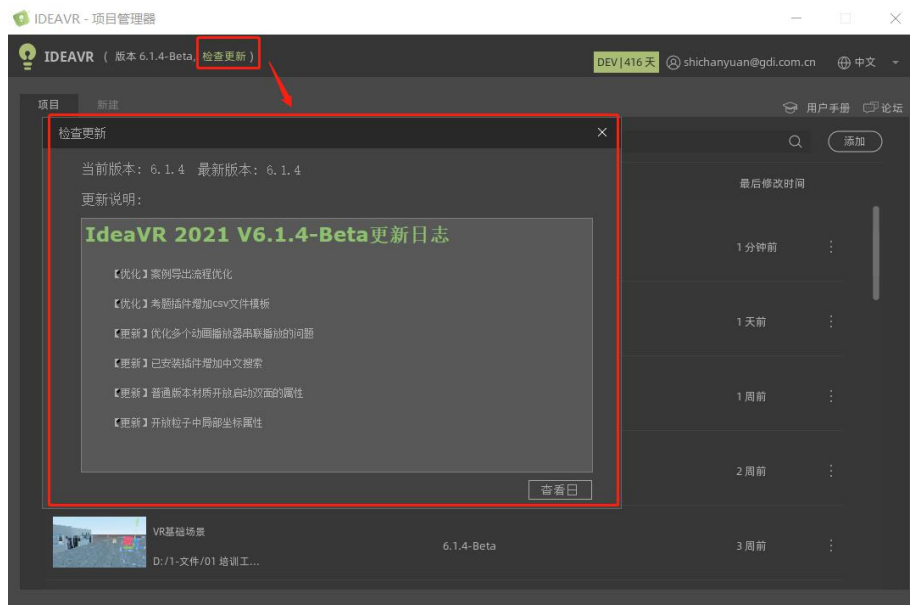 IDEAVR - 项目管理器
IDEAVR ( 版本 6.1.4-Beta, 检查更新 )
DEV|416 天
shichanyuan@gdi.com.cn
中文
项目
新建
用户手册
论坛
检查更新
添加
当前版本: 6.1.4 最新版本: 6.1.4
最后修改时间
更新说明:
IdeaVR 2021 V6.1.4-Beta更新日志
1 分钟前
【优化】案例导出流程优化
【优化】考题插件增加csv文件模板
【更新】优化多个动画播放器串联播放的问题
1 天前
【更新】已安装插件增加中文搜索
【更新】普通版本材质开放启动双面的属性
1 周前
【更新】开放粒子中局部坐标属性
2 周前
查看日
VR基础场景
6.1.4-Beta
3 周前
D:/1-文件/01 培训工...